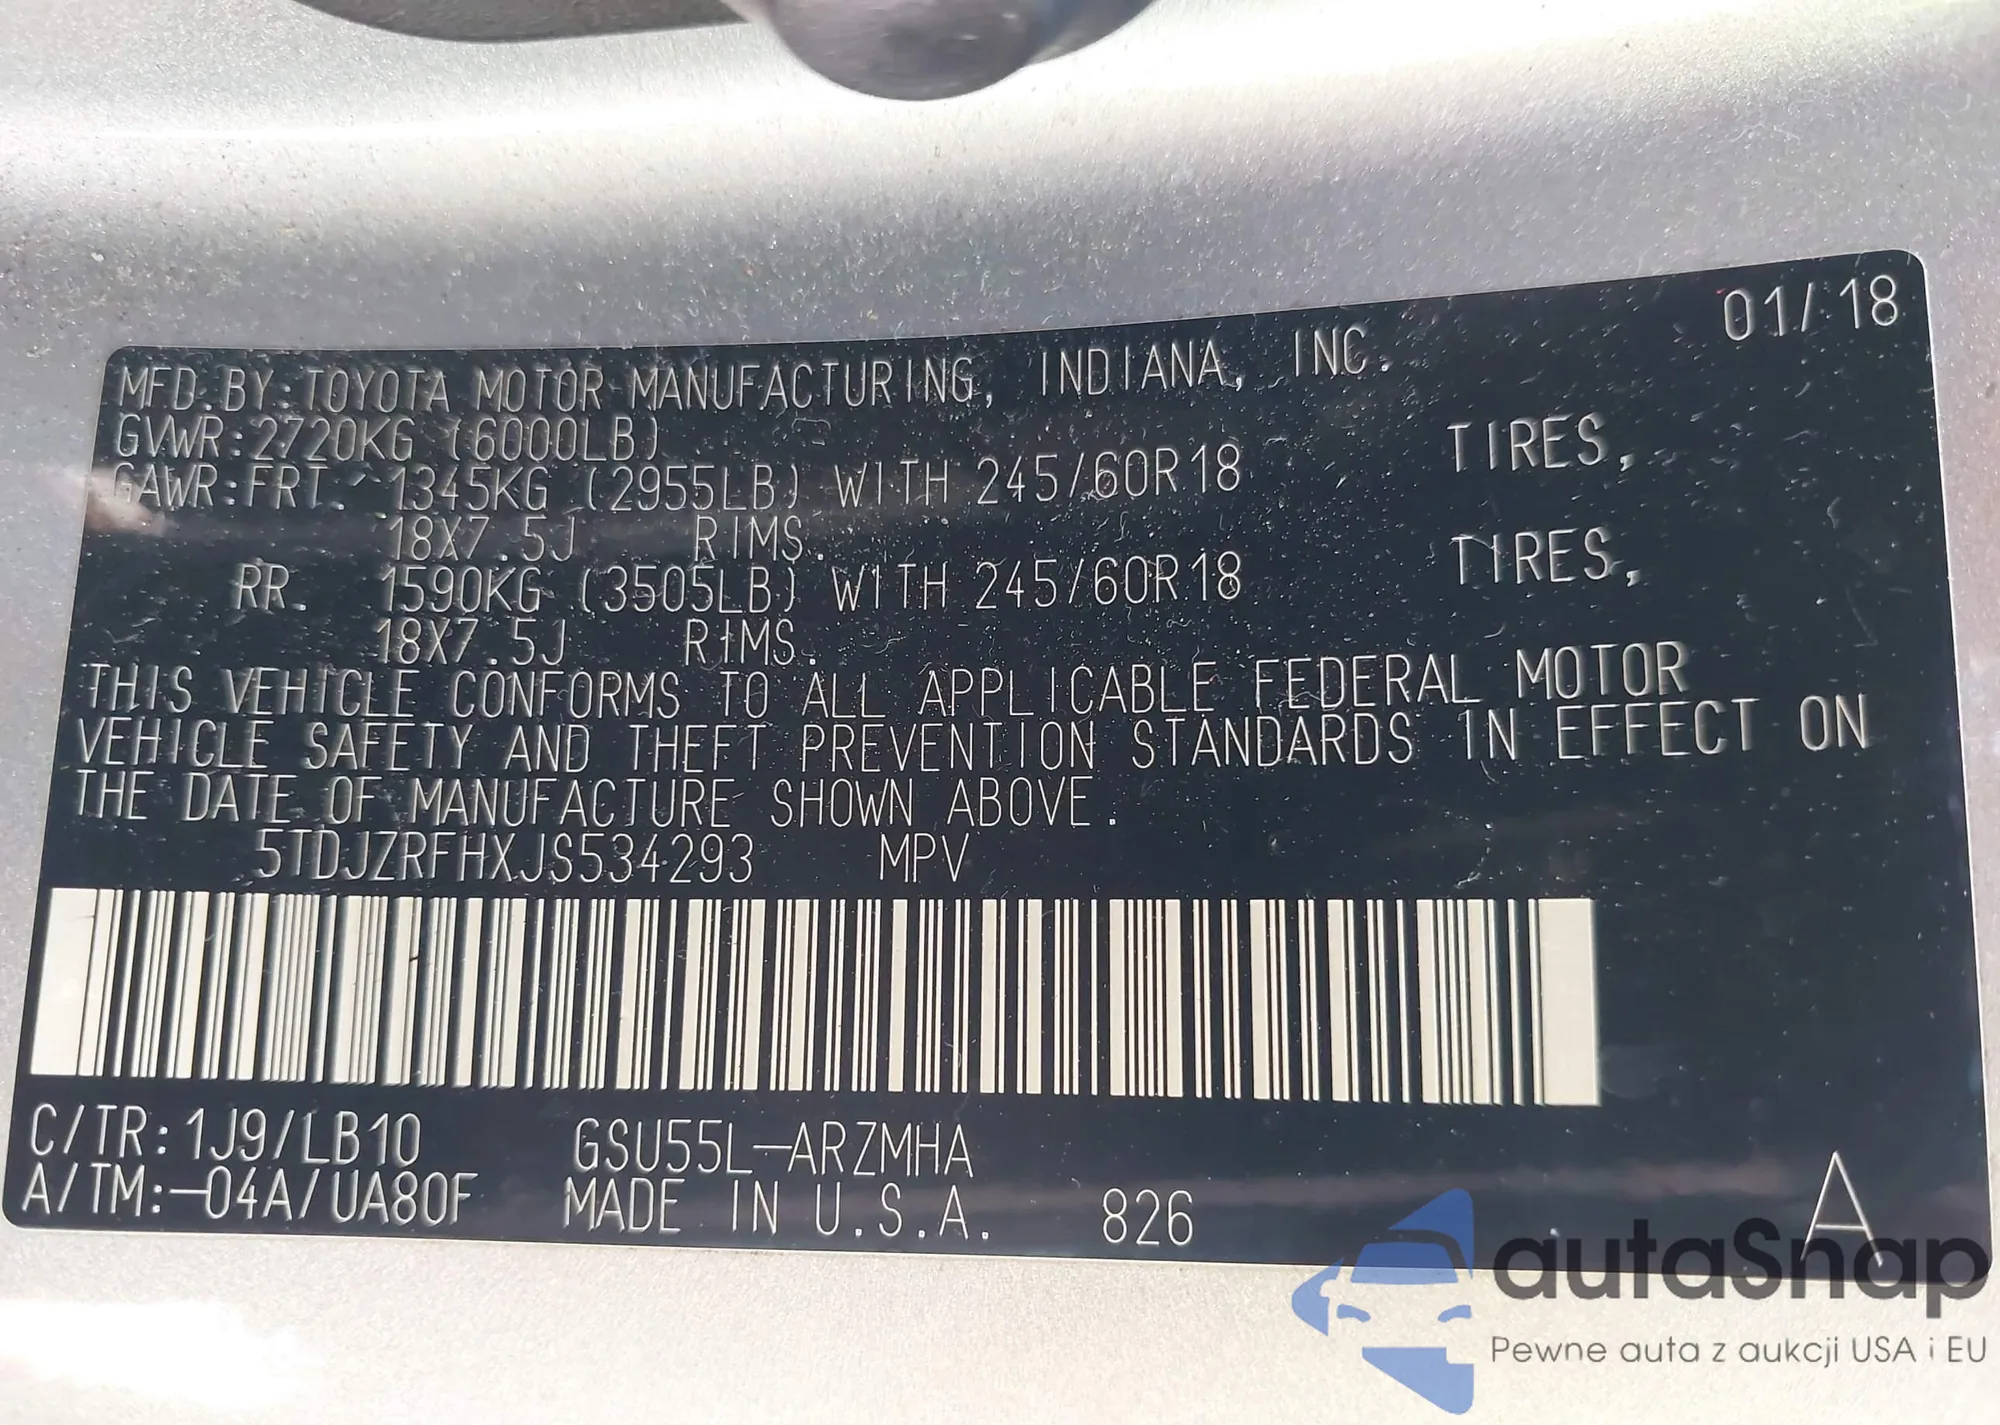 01/18
MFD. BY: TOYOTA MOTOR MANUFACTURING, INDIANA, INC.
GVWR: 2720KG (6000LB)
GAWR: FRT. 1345KG (2955LB) WITH 245/60R18 TIRES,
18X7.5J RIMS.
RR. 1590KG (3505LB) WITH 245/60R18 TIRES,
18X7.5J RIMS.
THIS VEHICLE CONFORMS TO ALL APPLICABLE FEDERAL MOTOR
VEHICLE SAFETY AND THEFT PREVENTION STANDARDS IN EFFECT ON
THE DATE OF MANUFACTURE SHOWN ABOVE.
5TDJZRFHXJS534293 MPV
C/TR: 1J9/LB10 GSU55L-ARZMHA
A/TM:-04A/UA80F MADE IN U.S.A. 826 A
autaSnap
Pewne auta z aukcji USA i EU